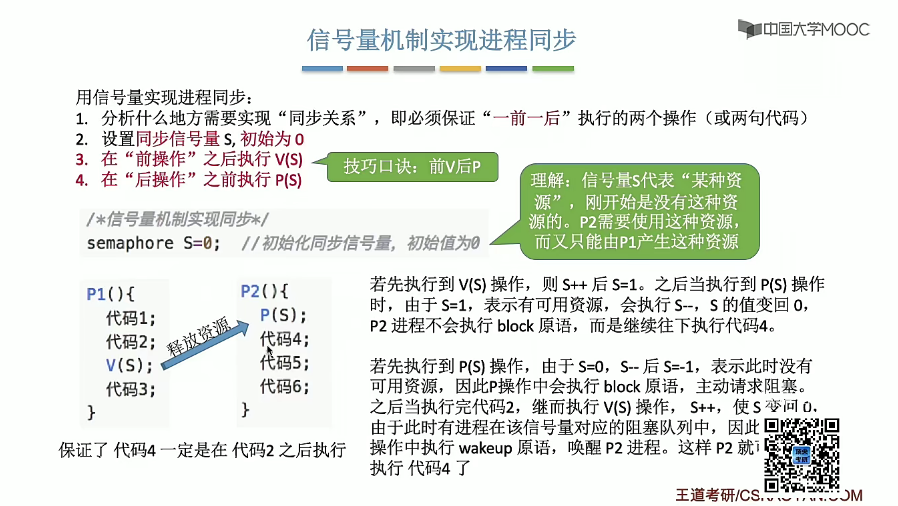 信号量机制实现进程同步
中国大学MOOC
用信号量实现进程同步：
1. 分析什么地方需要实现“同步关系”，即必须保证“一前一后”执行的两个操作（或两句代码）
2. 设置同步信号量 S, 初始为 0
3. 在“前操作”之后执行 V(S)
4. 在“后操作”之前执行 P(S)
技巧口诀：前V后P
理解：信号量S代表“某种资
源”，刚开始是没有这种资
源的。P2需要使用这种资源，
而又只能由P1产生这种资源
/*信号量机制实现同步*/
semaphore S=0; //初始化同步信号量，初始值为0
P1(){
代码1;
代码2;
V(S);
代码3;
}
释放资源
P2(){
P(S);
代码4;
代码5;
代码6;
}
保证了 代码4 一定是在 代码2 之后执行
若先执行到 V(S) 操作，则 S++ 后 S=1。之后当执行到 P(S) 操作
时，由于 S=1，表示有可用资源，会执行 S--，S 的值变回 0，
P2 进程不会执行 block 原语，而是继续往下执行代码4。
若先执行到 P(S) 操作，由于 S=0，S-- 后 S=-1，表示此时没有
可用资源，因此P操作中会执行 block 原语，主动请求阻塞。
之后当执行完代码2，继而执行 V(S) 操作， S++，使 S 变回 0，
由于此时有进程在该信号量对应的阻塞队列中，因此
操作中执行 wakeup 原语，唤醒 P2 进程。这样 P2 就
执行 代码4 了
王道考研/CSKAOYAN.COM